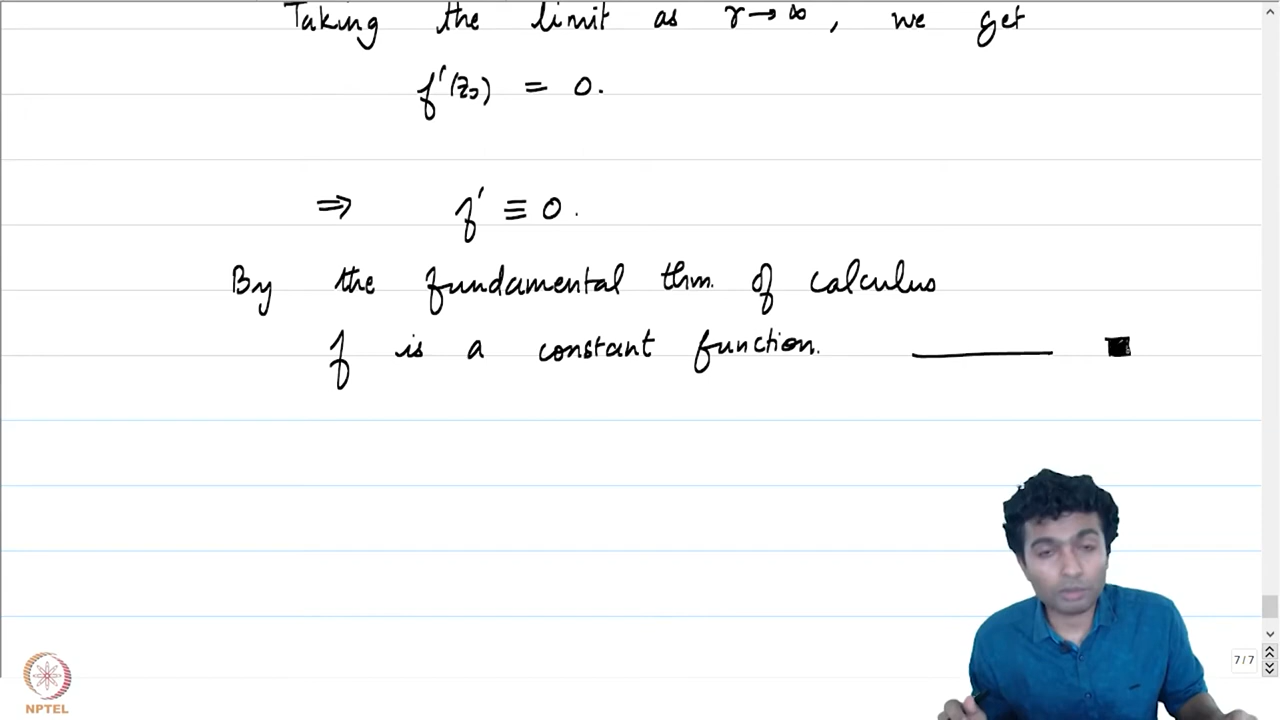 Taking the limit as r→∞, we get
f'(z₀) = 0.
⇒ f' ≡ 0.
By the fundamental thm. of calculus
f is a constant function. ——— ■
7/7
NPTEL